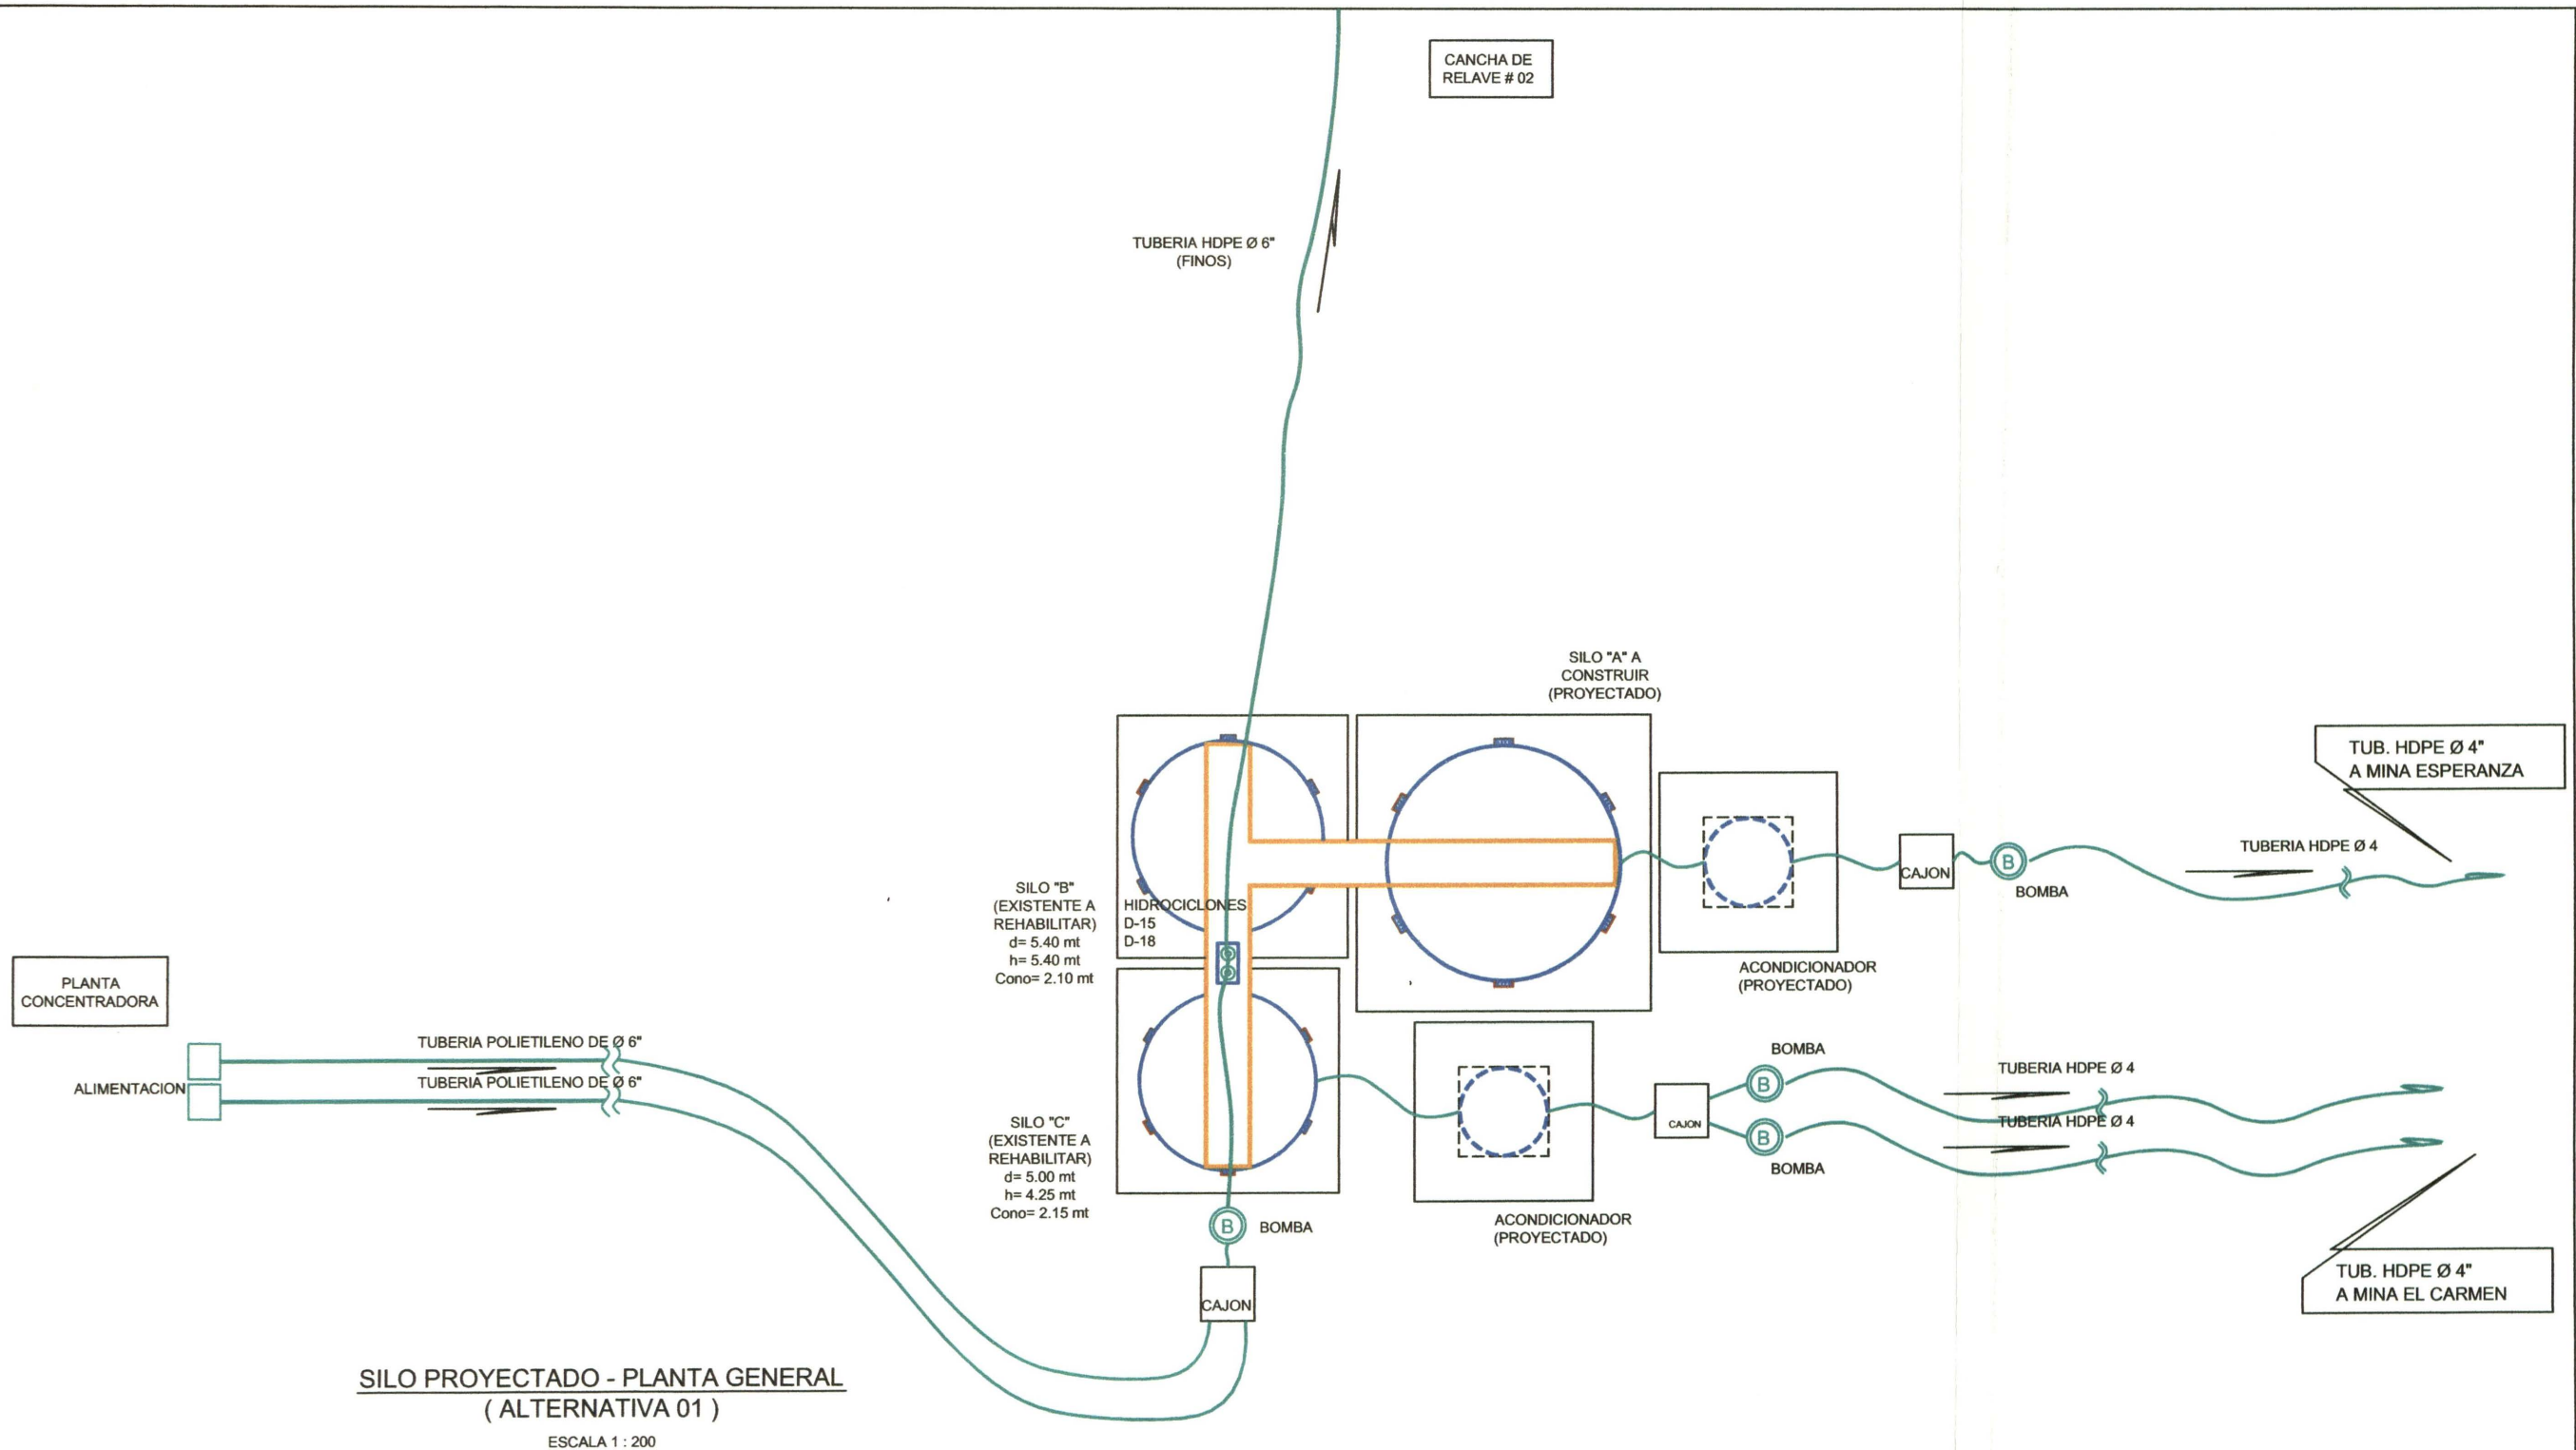 CANCHA DE
RELAVE # 02
TUBERIA HDPE Ø 6"
(FINOS)
SILO "A" A
CONSTRUIR
(PROYECTADO)
TUB. HDPE Ø 4"
A MINA ESPERANZA
TUBERIA HDPE Ø 4
CAJON
B
BOMBA
SILO "B"
(EXISTENTE A
REHABILITAR)
d= 5.40 mt
h= 5.40 mt
Cono= 2.10 mt
HIDROCICLONES
D-15
D-18
ACONDICIONADOR
(PROYECTADO)
PLANTA
CONCENTRADORA
TUBERIA POLIETILENO DE Ø 6"
TUBERIA POLIETILENO DE Ø 6"
ALIMENTACION
BOMBA
B
TUBERIA HDPE Ø 4
CAJON
TUBERIA HDPE Ø 4
B
BOMBA
SILO "C"
(EXISTENTE A
REHABILITAR)
d= 5.00 mt
h= 4.25 mt
Cono= 2.15 mt
ACONDICIONADOR
(PROYECTADO)
B
BOMBA
CAJON
TUB. HDPE Ø 4"
A MINA EL CARMEN
SILO PROYECTADO - PLANTA GENERAL
( ALTERNATIVA 01 )
ESCALA 1 : 200